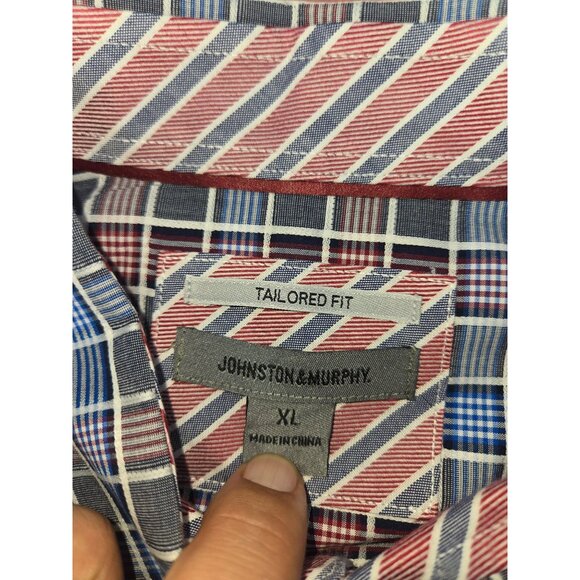 TAILORED FIT
JOHNSTON&MURPHY.
XL
MADE IN CHINA